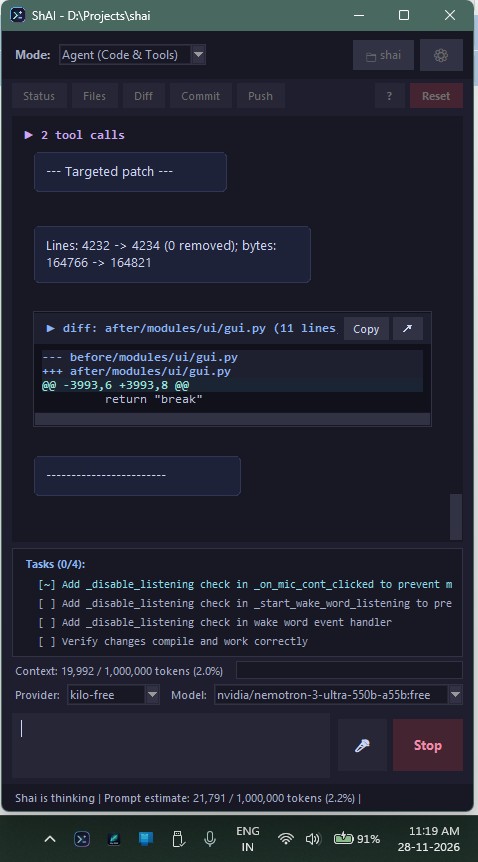 ShAI - D:\Projects\shai
Mode: Agent (Code & Tools) shai
Status Files Diff Commit Push ? Reset
▶ 2 tool calls
--- Targeted patch ---
Lines: 4232 -> 4234 (0 removed); bytes:
164766 -> 164821
▶ diff: after/modules/ui/gui.py (11 lines Copy ↗
--- before/modules/ui/gui.py
+++ after/modules/ui/gui.py
@@ -3993,6 +3993,8 @@
return "break"
------------------------
Tasks (0/4):
[~] Add _disable_listening check in _on_mic_cont_clicked to prevent m
[ ] Add _disable_listening check in _start_wake_word_listening to pre
[ ] Add _disable_listening check in wake word event handler
[ ] Verify changes compile and work correctly
Context: 19,992 / 1,000,000 tokens (2.0%)
Provider: kilo-free Model: nvidia/nemotron-3-ultra-550b-a55b:free
Stop
Shai is thinking | Prompt estimate: 21,791 / 1,000,000 tokens (2.2%) |
ENG 11:19 AM
IN 91% 28-11-2026